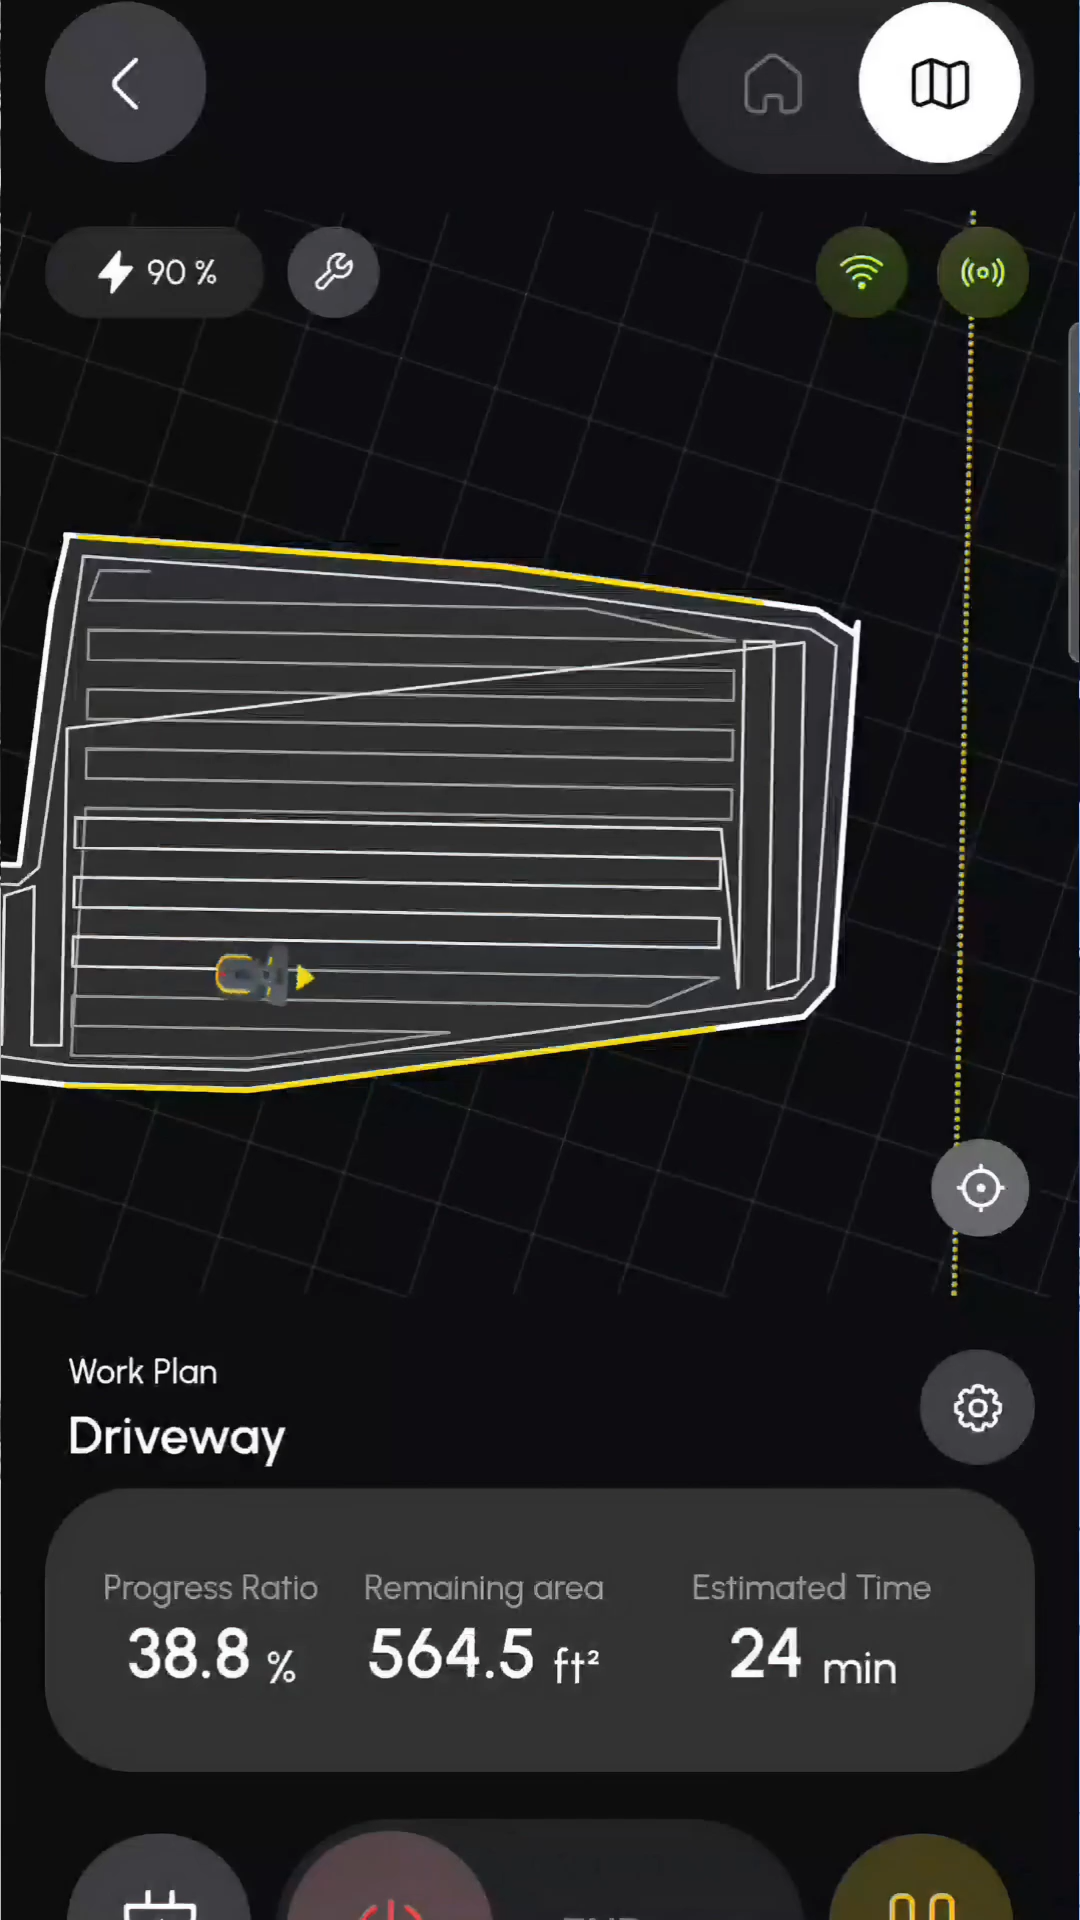 90 %
Work Plan
Driveway
Progress Ratio Remaining area Estimated Time
38.8 % 564.5 ft² 24 min